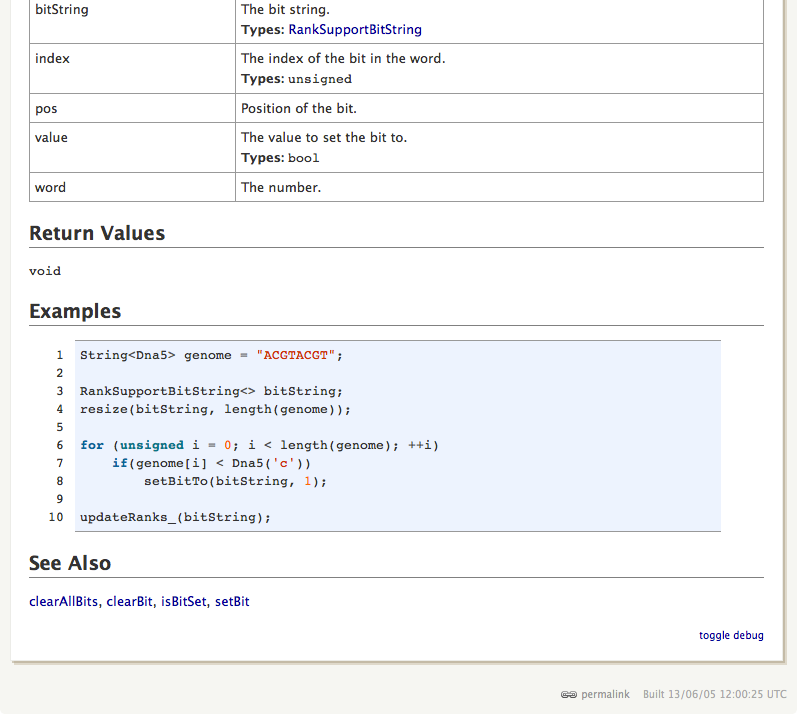 bitString The bit string.
Types: RankSupportBitString
index The index of the bit in the word.
Types: unsigned
pos Position of the bit.
value The value to set the bit to.
Types: bool
word The number.
Return Values
void
Examples
1 String<Dna5> genome = "ACGTACGT";
2
3 RankSupportBitString<> bitString;
4 resize(bitString, length(genome));
5
6 for (unsigned i = 0; i < length(genome); ++i)
7     if(genome[i] < Dna5('c'))
8         setBitTo(bitString, 1);
9
10 updateRanks_(bitString);
See Also
clearAllBits, clearBit, isBitSet, setBit
toggle debug
permalink Built 13/06/05 12:00:25 UTC